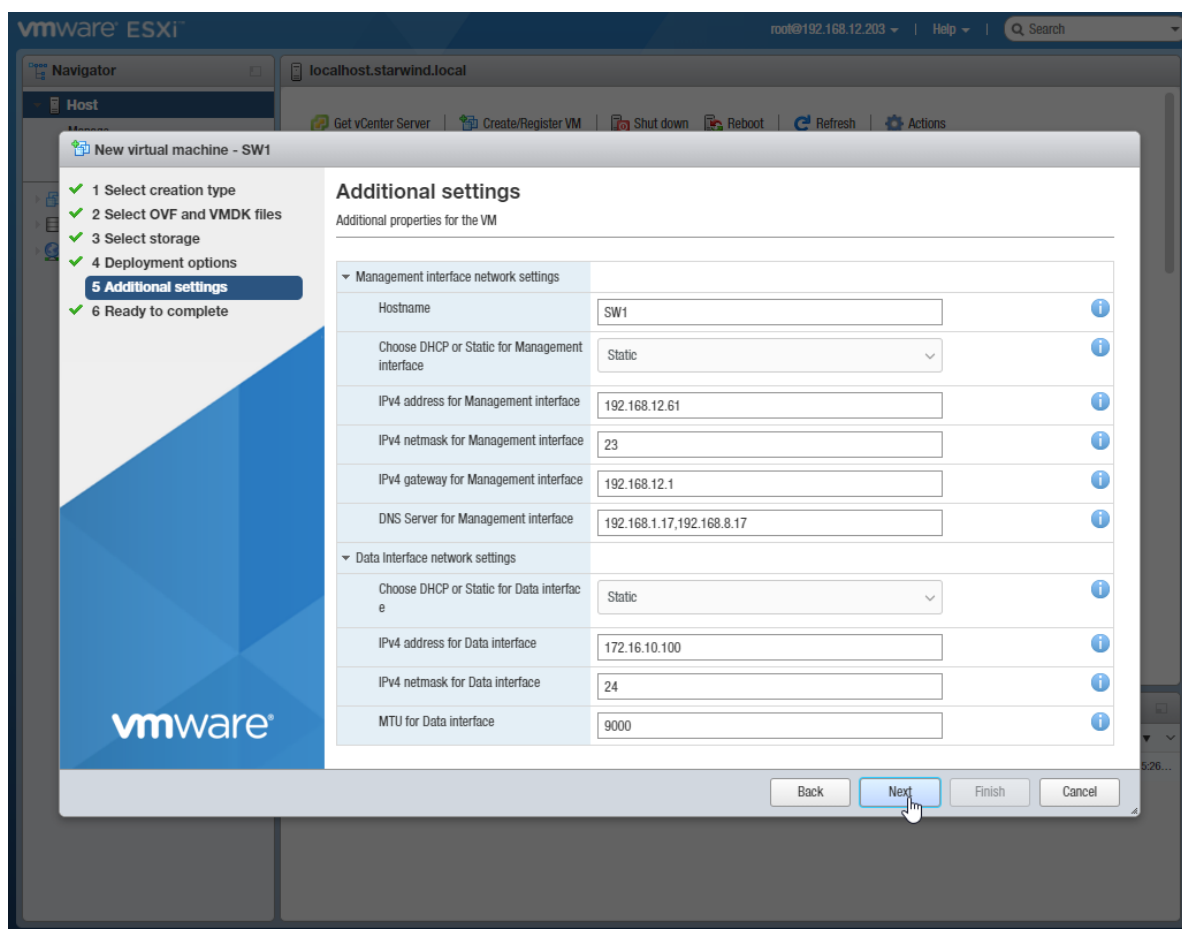 vmware ESXi™
root@192.168.12.203 | Help | Search
Navigator
localhost.starwind.local
Host
Manage
Get vCenter Server | Create/Register VM | Shut down Reboot | Refresh | Actions
New virtual machine - SW1
1 Select creation type
2 Select OVF and VMDK files
3 Select storage
4 Deployment options
5 Additional settings
6 Ready to complete
Additional settings
Additional properties for the VM
Management interface network settings
Hostname
SW1
Choose DHCP or Static for Management
interface
Static
IPv4 address for Management interface
192.168.12.61
IPv4 netmask for Management interface
23
IPv4 gateway for Management interface
192.168.12.1
DNS Server for Management interface
192.168.1.17,192.168.8.17
Data Interface network settings
Choose DHCP or Static for Data interfac
e
Static
IPv4 address for Data interface
172.16.10.100
IPv4 netmask for Data interface
24
MTU for Data interface
9000
vmware®
5:26...
Back
Next
Finish
Cancel